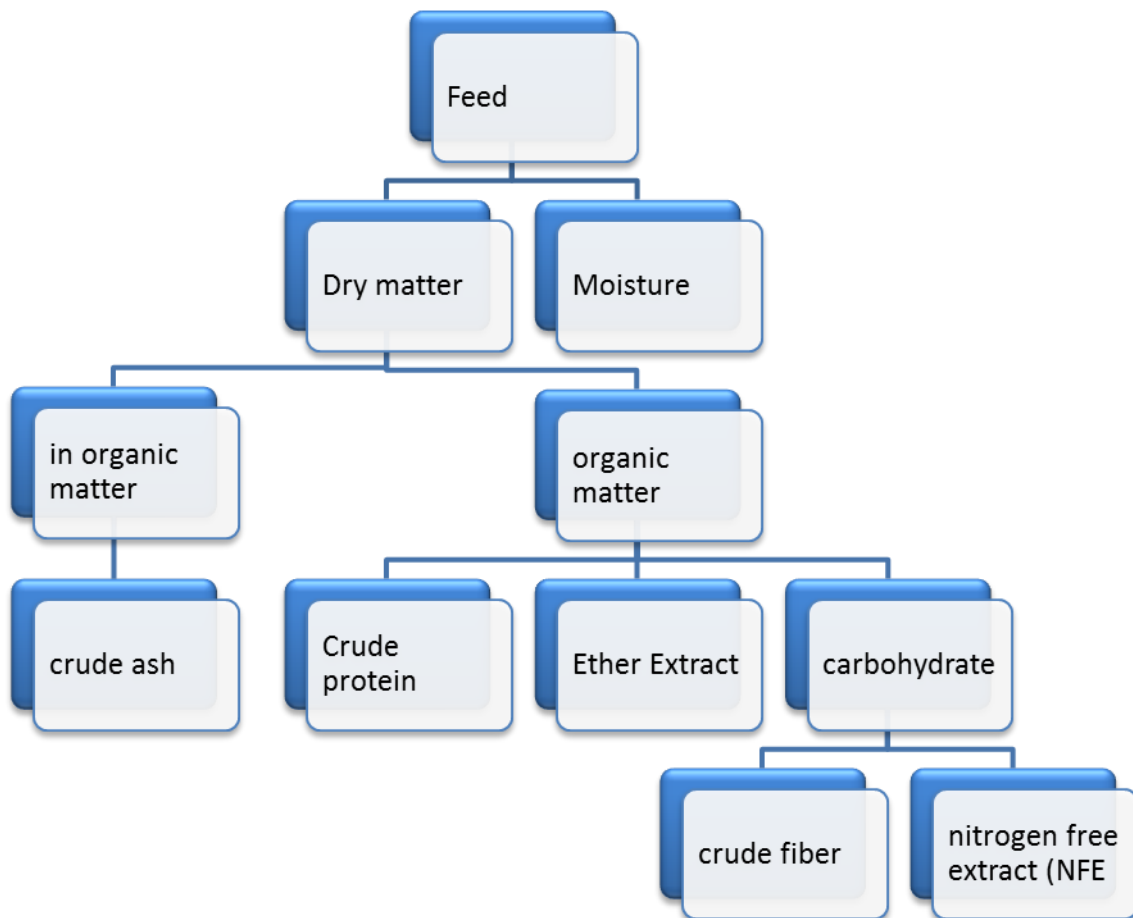 Feed
Dry matter
Moisture
in organic
matter
organic
matter
crude ash
Crude
protein
Ether Extract
carbohydrate
crude fiber
nitrogen free
extract (NFE